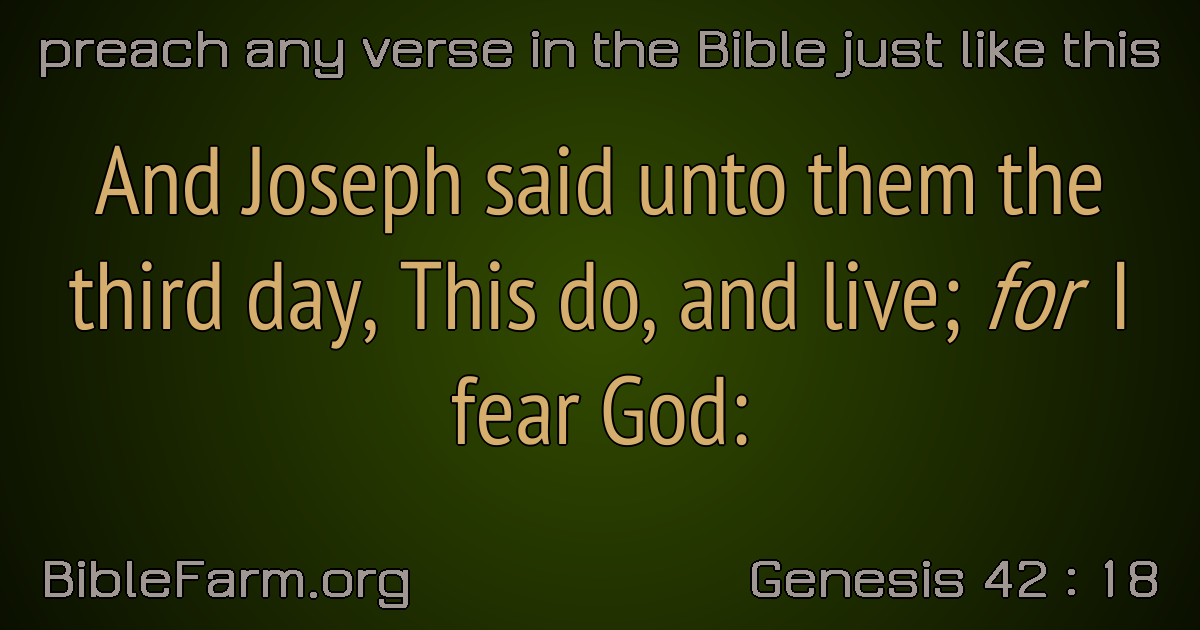 preach any verse in the Bible just like this
And Joseph said unto them the
third day, This do, and live; for I
fear God:
BibleFarm.org
Genesis 42 : 18